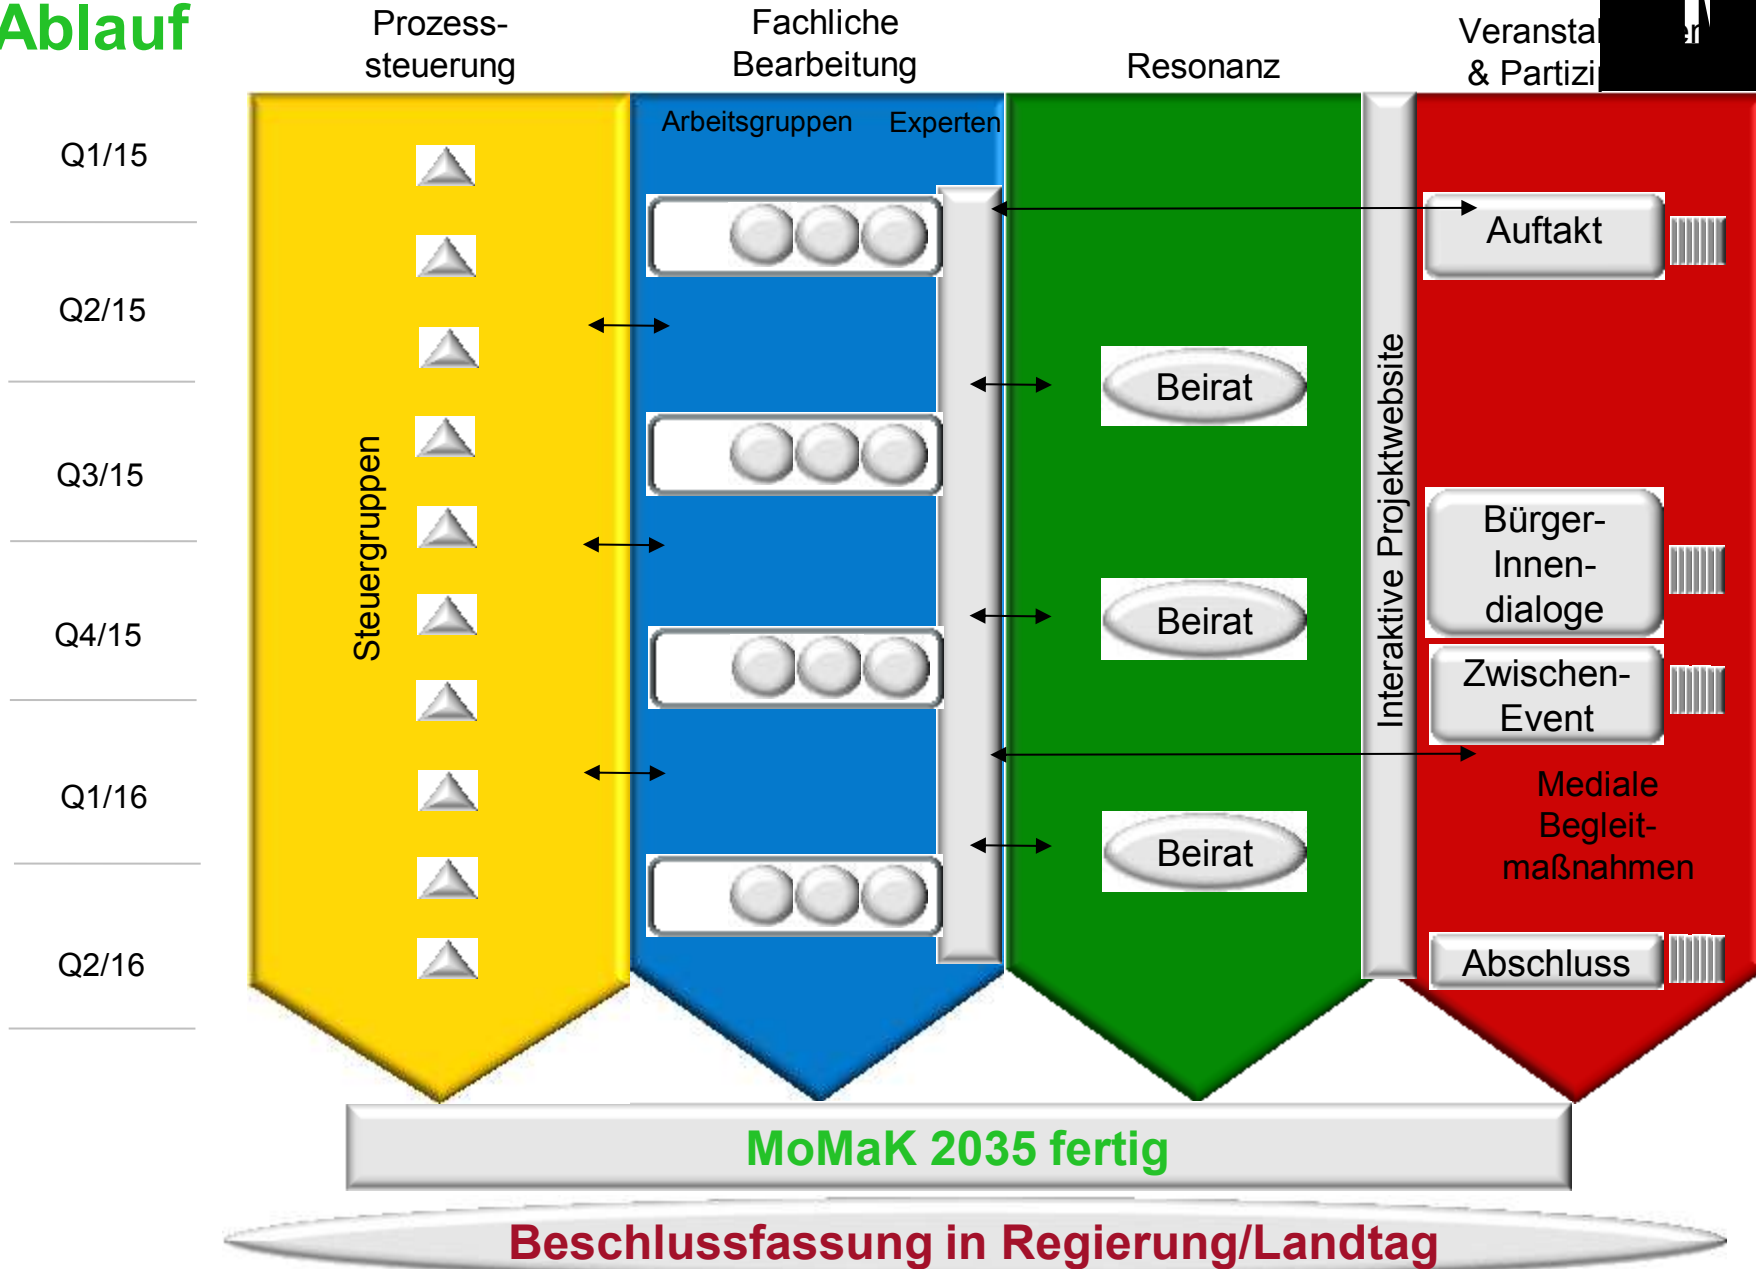 Ablauf
Prozess-
steuerung
Fachliche
Bearbeitung
Resonanz
& 
Arbeitsgruppen
Experten
Q1/15
Q2/15
Q3/15
Q4/15
Q1/16
Q2/16
Steuergruppen
Beirat
Beirat
Beirat
Interaktive Projektwebsite
Auftakt
Bürger-
Innen-
dialoge
Zwischen-
Event
Mediale
Begleit-
maßnahmen
Abschluss
MoMaK 2035 fertig
Beschlussfassung in Regierung/Landtag